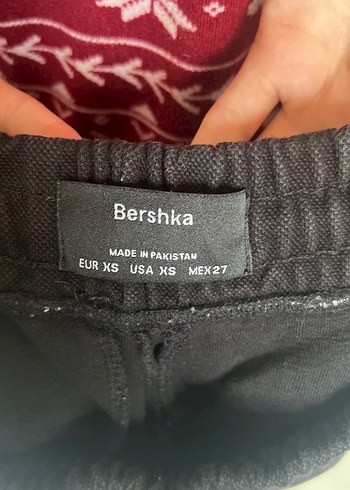 Bershka
MADE IN PAKISTAN
EUR XS USA XS MEX 27